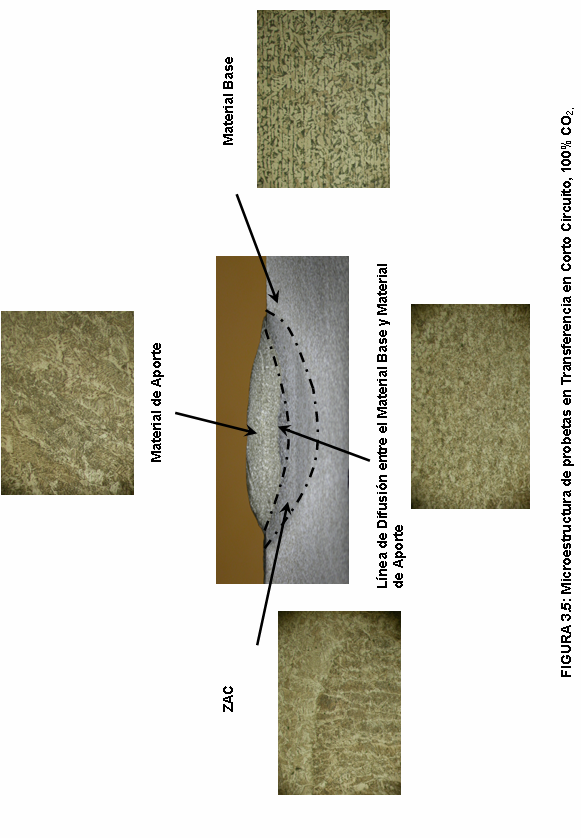 Material de Aporte
Material Base
ZAC
Línea de Difusión entre el Material Base y Material
de Aporte
FIGURA 3.5: Microestructura de probetas en Transferencia en Corto Circuito, 100% CO2.